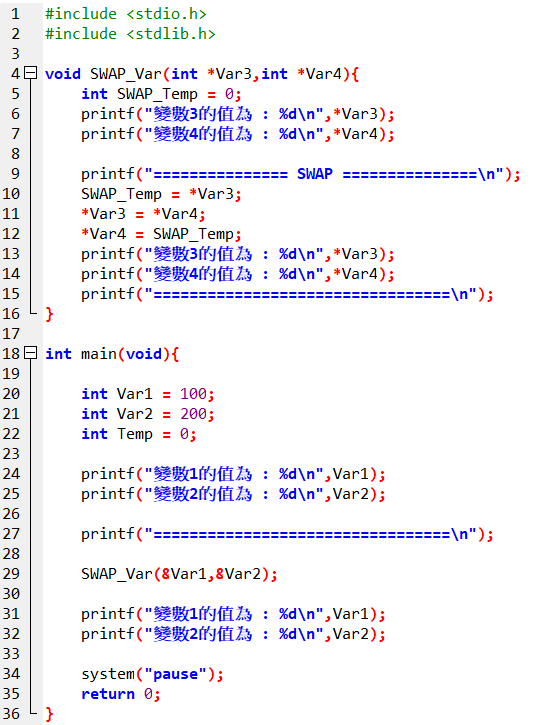 1 #include <stdio.h>
2 #include <stdlib.h>
3
4 void SWAP_Var(int *Var3,int *Var4){
5 int SWAP_Temp = 0;
6 printf("變數3的值為 : %d\n",*Var3);
7 printf("變數4的值為 : %d\n",*Var4);
8
9 printf("=============== SWAP ===============\n");
10 SWAP_Temp = *Var3;
11 *Var3 = *Var4;
12 *Var4 = SWAP_Temp;
13 printf("變數3的值為 : %d\n",*Var3);
14 printf("變數4的值為 : %d\n",*Var4);
15 printf("=================================\n");
16 }
17
18 int main(void){
19
20 int Var1 = 100;
21 int Var2 = 200;
22 int Temp = 0;
23
24 printf("變數1的值為 : %d\n",Var1);
25 printf("變數2的值為 : %d\n",Var2);
26
27 printf("=================================\n");
28
29 SWAP_Var(&Var1,&Var2);
30
31 printf("變數1的值為 : %d\n",Var1);
32 printf("變數2的值為 : %d\n",Var2);
33
34 system("pause");
35 return 0;
36 }